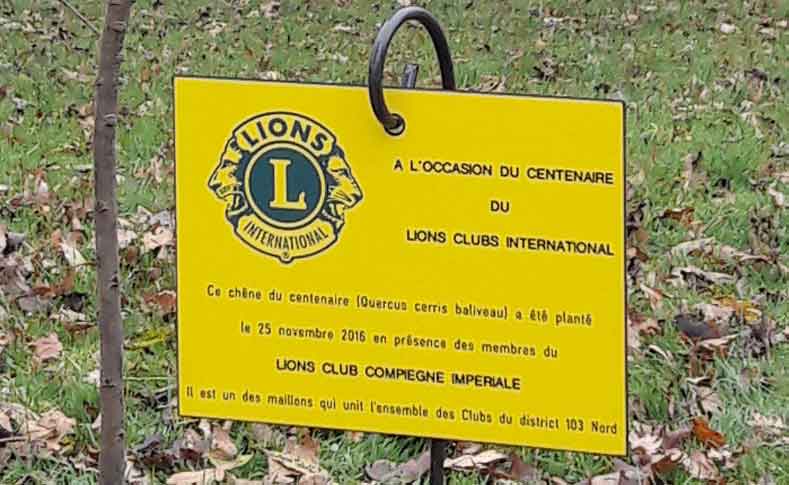 LIONS
L
INTERNATIONAL
A L'OCCASION DU CENTENAIRE
DU
LIONS CLUBS INTERNATIONAL
Ce chêne du centenaire (Quercus cerris baliveau) a été planté
le 25 novembre 2016 en présence des membres du
LIONS CLUB COMPIEGNE IMPERIALE
Il est un des maillons qui unit l'ensemble des Clubs du district 103 Nord